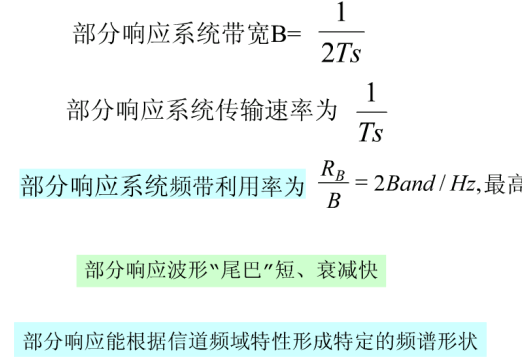 部分响应系统带宽B= 1/(2Ts)
部分响应系统传输速率为 1/Ts
部分响应系统频带利用率为 R_B/B = 2Band / Hz,最高
部分响应波形“尾巴”短、衰减快
部分响应能根据信道频域特性形成特定的频谱形状